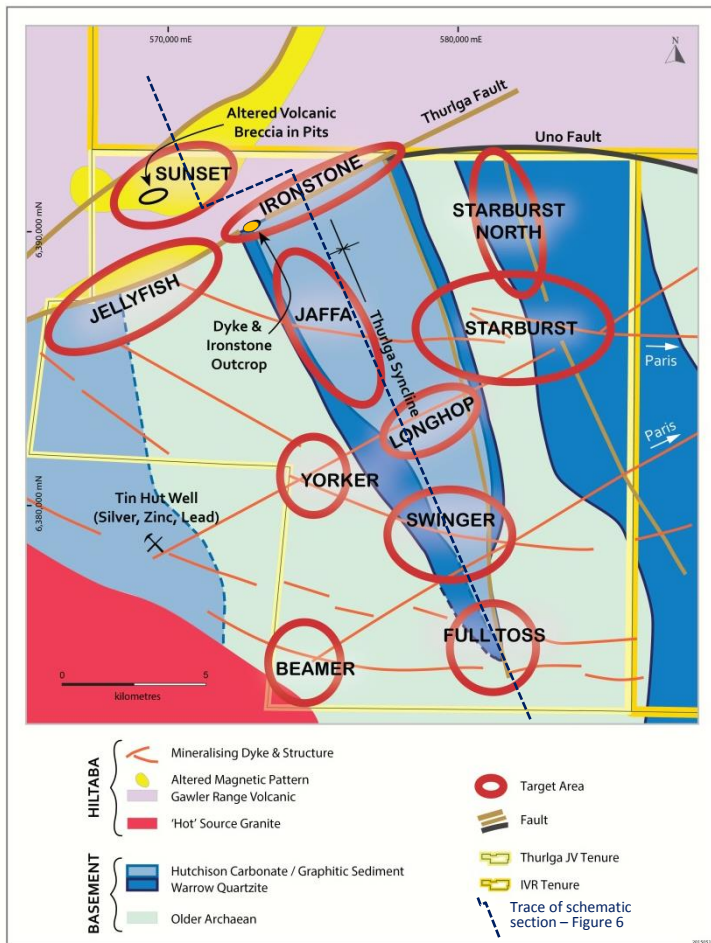 570,000 mE
580,000 mE
N
Altered Volcanic
Breccia in Pits
Thurlga Fault
Uno Fault
SUNSET
IRONSTONE
STARBURST
NORTH
6,390,000 mN
JELLYFISH
JAFFA
STARBURST
Dyke &
Ironstone
Outcrop
Thurlga Syncline
Paris
LONGHOP
Paris
YORKER
6,380,000 mN
Tin Hut Well
(Silver, Zinc, Lead)
SWINGER
FULL TOSS
BEAMER
0 5
kilometres
HILTABA
Mineralising Dyke & Structure
Altered Magnetic Pattern
Gawler Range Volcanic
'Hot' Source Granite
BASEMENT
Hutchison Carbonate / Graphitic Sediment
Warrow Quartzite
Older Archaean
Target Area
Fault
Thurlga JV Tenure
IVR Tenure
Trace of schematic
section – Figure 6